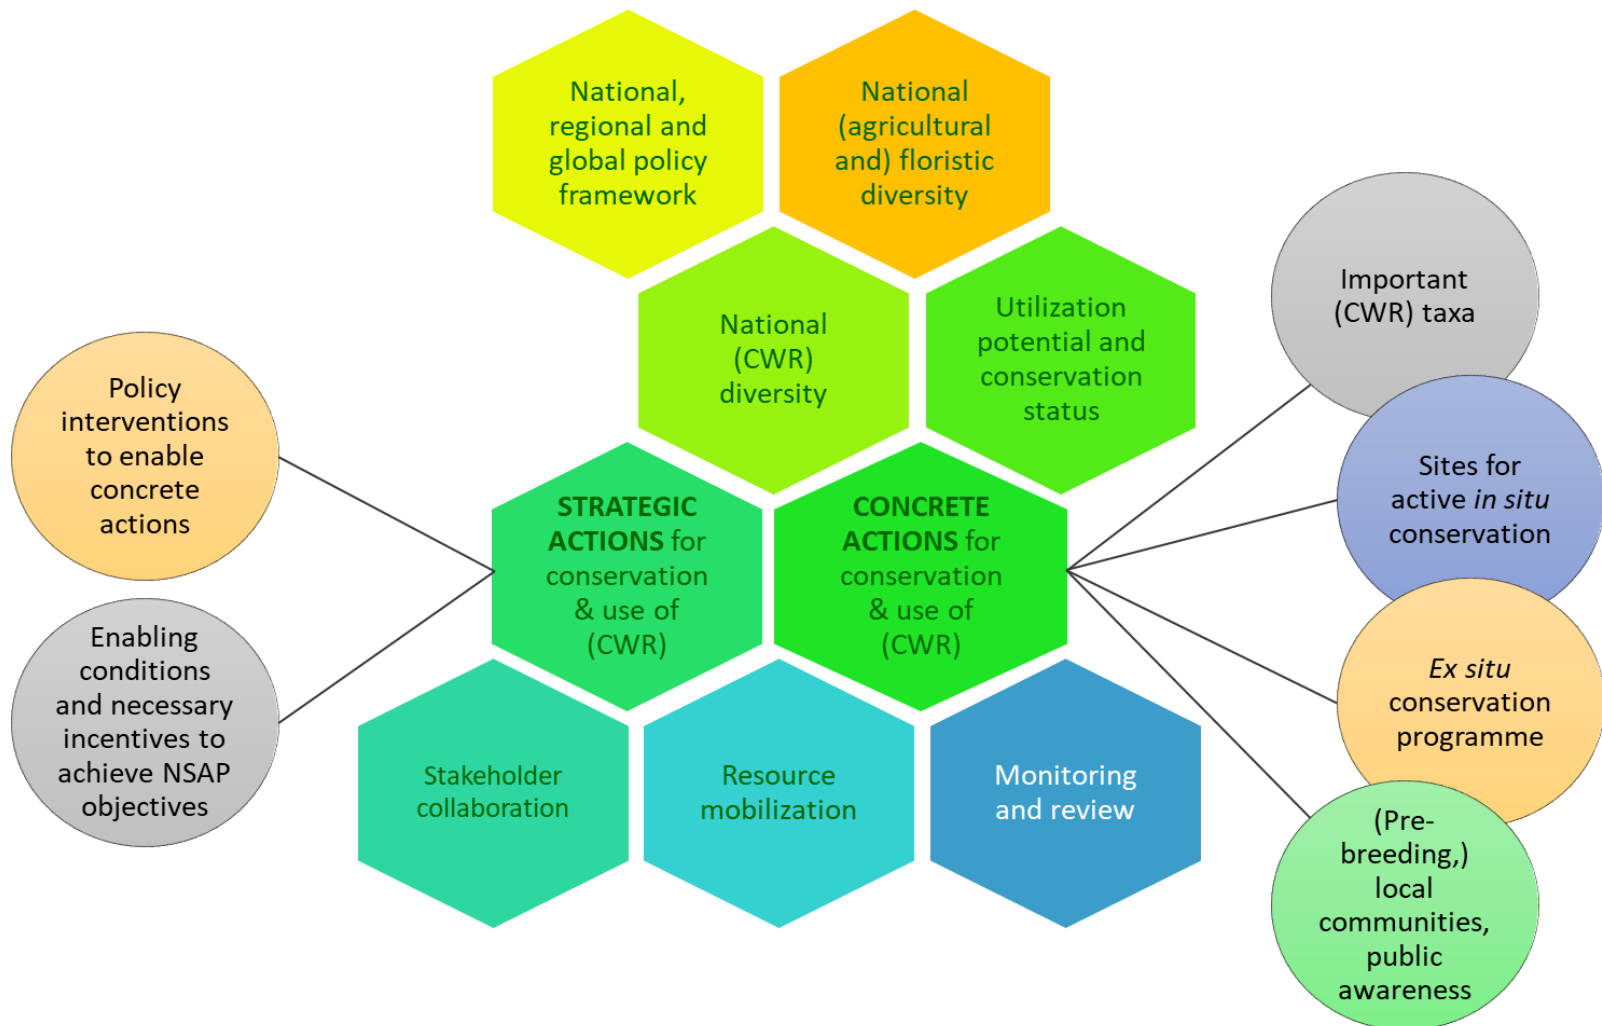 National,
regional and
global policy
framework
National
(agricultural
and) floristic
diversity
National
(CWR)
diversity
Utilization
potential and
conservation
status
Important
(CWR) taxa
Policy
interventions
to enable
concrete
actions
STRATEGIC
ACTIONS for
conservation
& use of
(CWR)
CONCRETE
ACTIONS for
conservation
& use of
(CWR)
Sites for
active in situ
conservation
Enabling
conditions
and necessary
incentives to
achieve NSAP
objectives
Ex situ
conservation
programme
Stakeholder
collaboration
Resource
mobilization
Monitoring
and review
(Pre-
breeding,)
local
communities,
public
awareness